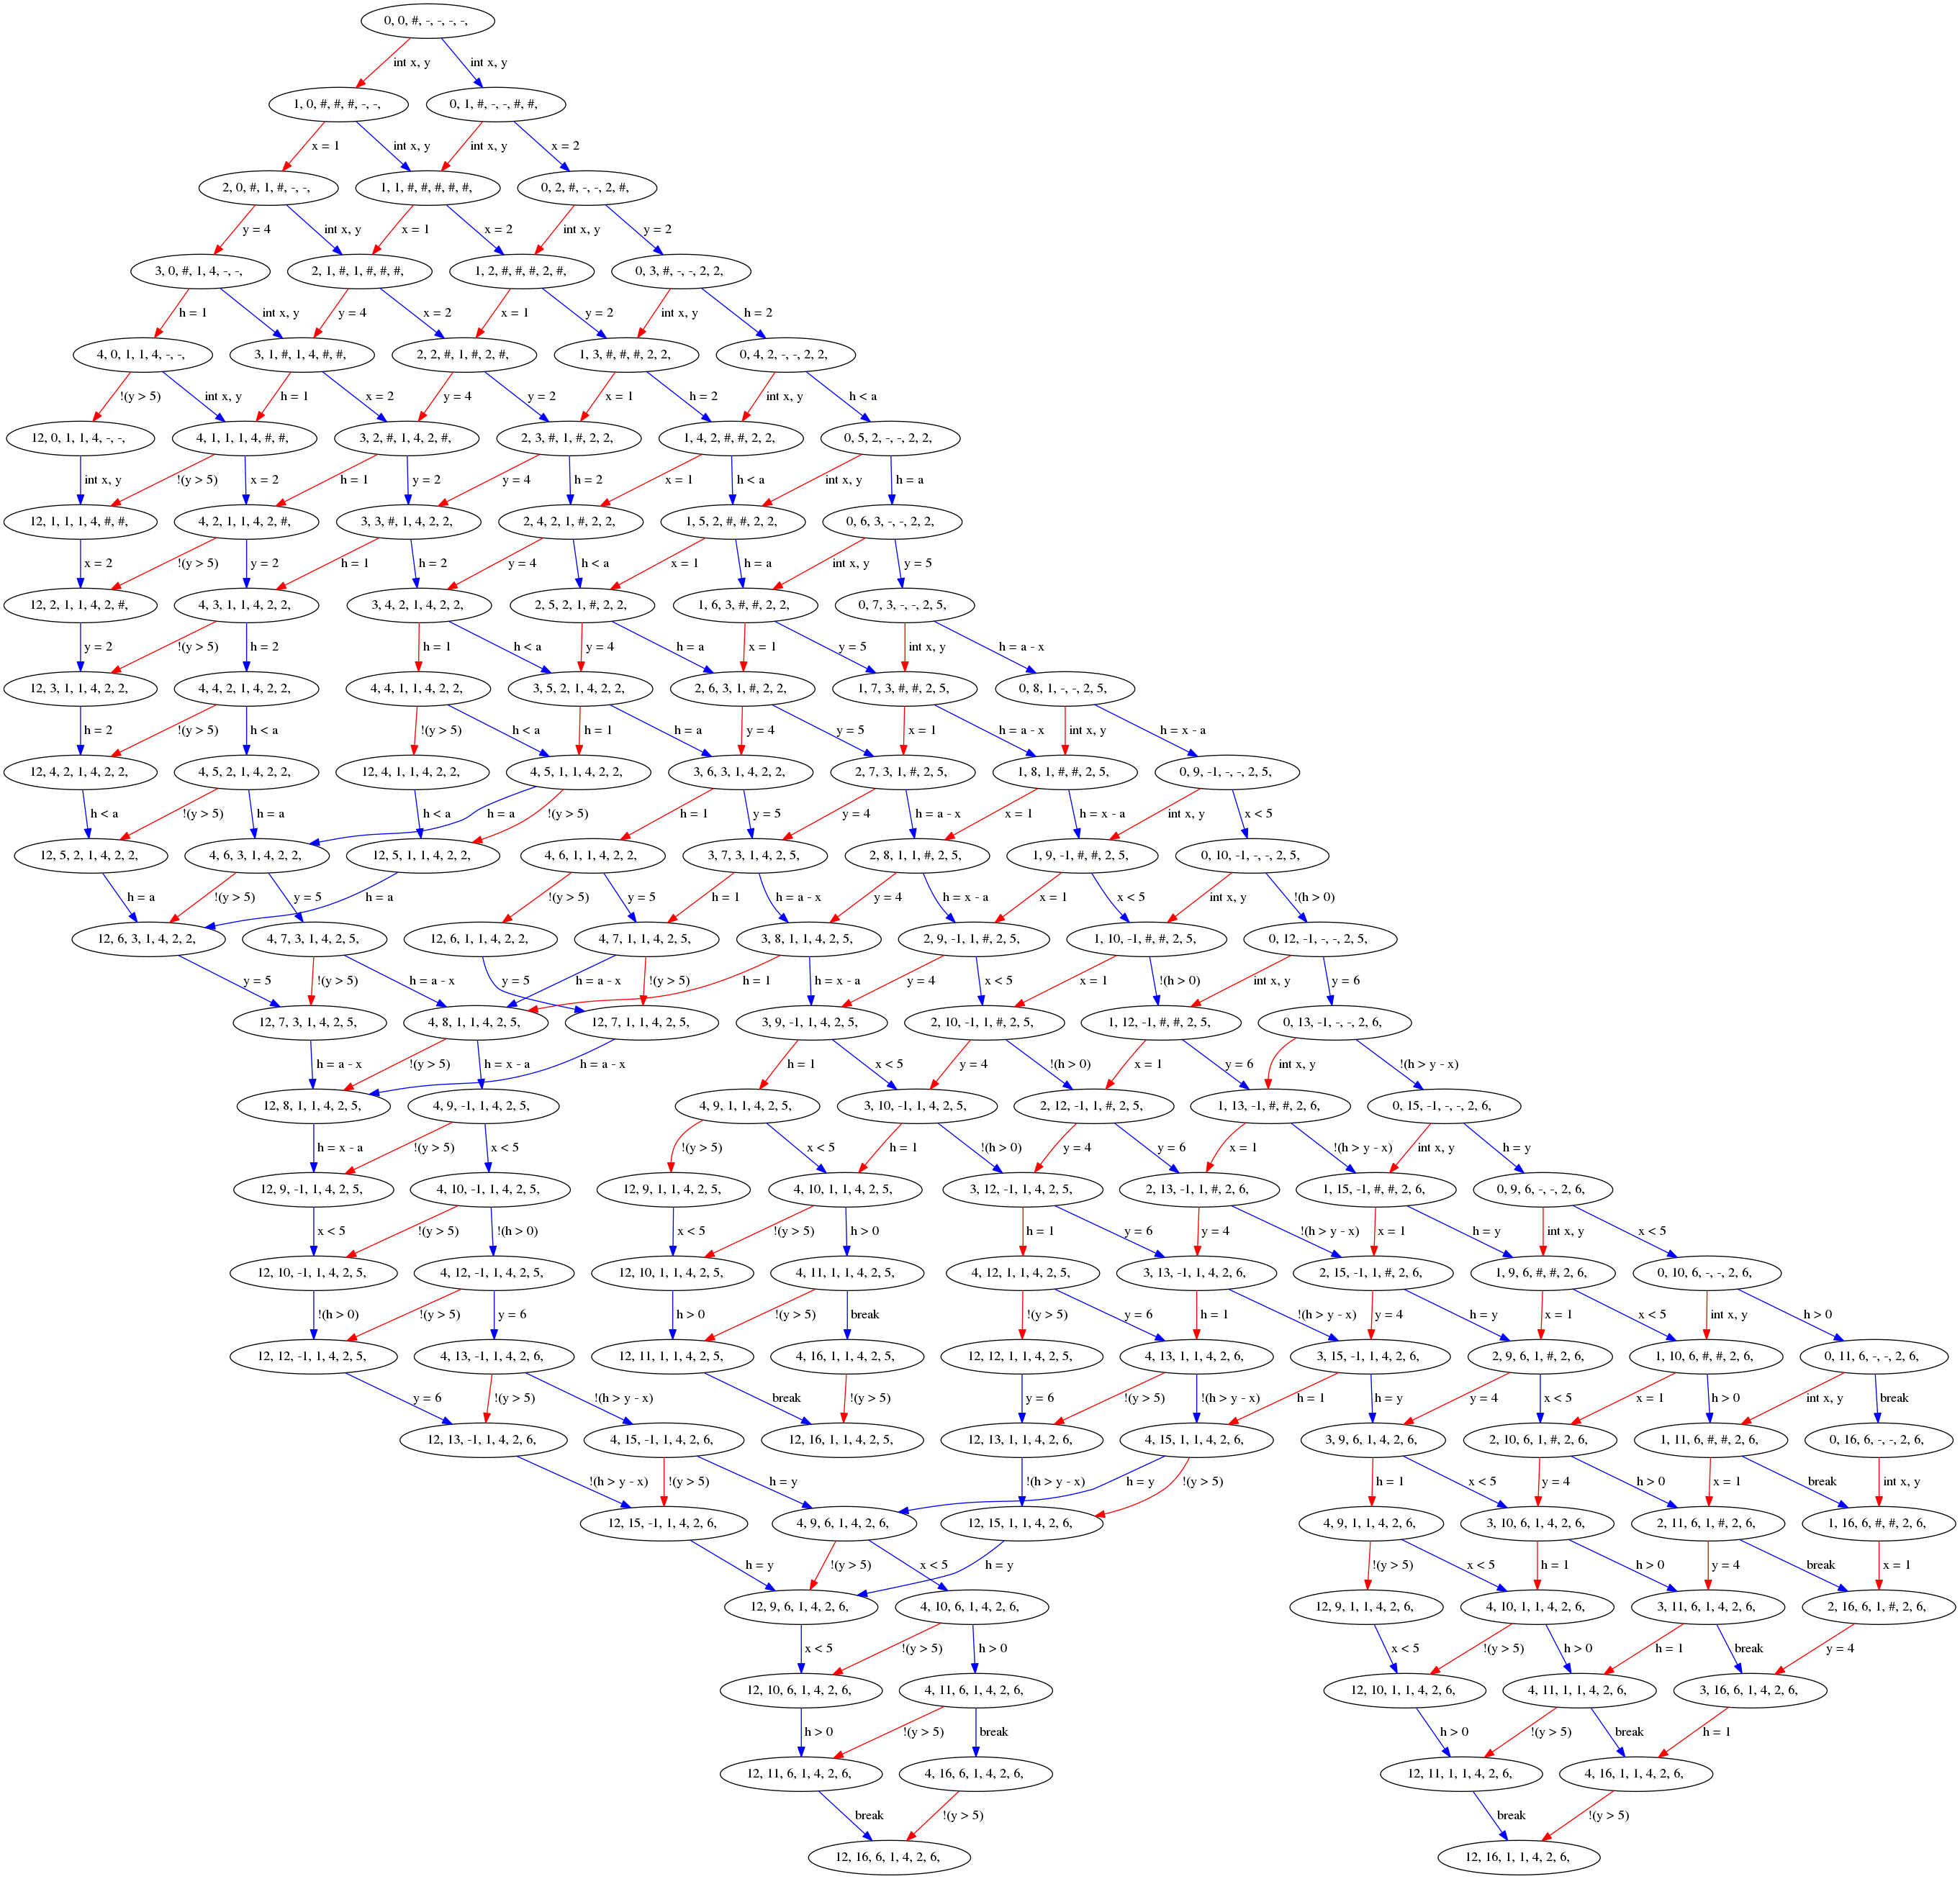 0, 0, #, -, -, -, -,
int x, y int x, y
1, 0, #, #, #, -, -, 0, 1, #, -, -, #, #,
x = 1 int x, y int x, y x = 2
2, 0, #, 1, #, -, -, 1, 1, #, #, #, #, #, 0, 2, #, -, -, 2, #,
y = 4 int x, y x = 1 x = 2 int x, y y = 2
3, 0, #, 1, 4, -, -, 2, 1, #, 1, #, #, #, 1, 2, #, #, #, 2, #, 0, 3, #, -, -, 2, 2,
h = 1 int x, y y = 4 x = 2 x = 1 y = 2 int x, y h = 2
4, 0, 1, 1, 4, -, -, 3, 1, #, 1, 4, #, #, 2, 2, #, 1, #, 2, #, 1, 3, #, #, #, 2, 2, 0, 4, 2, -, -, 2, 2,
!(y > 5) int x, y h = 1 x = 2 y = 4 y = 2 x = 1 h = 2 int x, y h < a
12, 0, 1, 1, 4, -, -, 4, 1, 1, 1, 4, #, #, 3, 2, #, 1, 4, 2, #, 2, 3, #, 1, #, 2, 2, 1, 4, 2, #, #, 2, 2, 0, 5, 2, -, -, 2, 2,
int x, y !(y > 5) x = 2 h = 1 y = 2 y = 4 h = 2 x = 1 h < a int x, y h = a
12, 1, 1, 1, 4, #, #, 4, 2, 1, 1, 4, 2, #, 3, 3, #, 1, 4, 2, 2, 2, 4, 2, 1, #, 2, 2, 1, 5, 2, #, #, 2, 2, 0, 6, 3, -, -, 2, 2,
x = 2 !(y > 5) y = 2 h = 1 h = 2 y = 4 h < a x = 1 h = a int x, y y = 5
12, 2, 1, 1, 4, 2, #, 4, 3, 1, 1, 4, 2, 2, 3, 4, 2, 1, 4, 2, 2, 2, 5, 2, 1, #, 2, 2, 1, 6, 3, #, #, 2, 2, 0, 7, 3, -, -, 2, 5,
y = 2 !(y > 5) h = 2 h = 1 h < a y = 4 h = a x = 1 y = 5 int x, y h = a - x
12, 3, 1, 1, 4, 2, 2, 4, 4, 2, 1, 4, 2, 2, 4, 4, 1, 1, 4, 2, 2, 3, 5, 2, 1, 4, 2, 2, 2, 6, 3, 1, #, 2, 2, 1, 7, 3, #, #, 2, 5, 0, 8, 1, -, -, 2, 5,
h = 2 !(y > 5) h < a !(y > 5) h < a h = 1 h = a y = 4 y = 5 x = 1 h = a - x int x, y h = x - a
12, 4, 2, 1, 4, 2, 2, 4, 5, 2, 1, 4, 2, 2, 12, 4, 1, 1, 4, 2, 2, 4, 5, 1, 1, 4, 2, 2, 3, 6, 3, 1, 4, 2, 2, 2, 7, 3, 1, #, 2, 5, 1, 8, 1, #, #, 2, 5, 0, 9, -1, -, -, 2, 5,
h < a !(y > 5) h = a h < a h = a !(y > 5) h = 1 y = 5 y = 4 h = a - x x = 1 h = x - a int x, y x < 5
12, 5, 2, 1, 4, 2, 2, 4, 6, 3, 1, 4, 2, 2, 12, 5, 1, 1, 4, 2, 2, 4, 6, 1, 1, 4, 2, 2, 3, 7, 3, 1, 4, 2, 5, 2, 8, 1, 1, #, 2, 5, 1, 9, -1, #, #, 2, 5, 0, 10, -1, -, -, 2, 5,
h = a !(y > 5) y = 5 h = a !(y > 5) y = 5 h = 1 h = a - x y = 4 h = x - a x = 1 x < 5 int x, y !(h > 0)
12, 6, 3, 1, 4, 2, 2, 4, 7, 3, 1, 4, 2, 5, 12, 6, 1, 1, 4, 2, 2, 4, 7, 1, 1, 4, 2, 5, 3, 8, 1, 1, 4, 2, 5, 2, 9, -1, 1, #, 2, 5, 1, 10, -1, #, #, 2, 5, 0, 12, -1, -, -, 2, 5,
y = 5 !(y > 5) h = a - x y = 5 h = a - x !(y > 5) h = 1 h = x - a y = 4 x < 5 x = 1 !(h > 0) int x, y y = 6
12, 7, 3, 1, 4, 2, 5, 4, 8, 1, 1, 4, 2, 5, 12, 7, 1, 1, 4, 2, 5, 3, 9, -1, 1, 4, 2, 5, 2, 10, -1, 1, #, 2, 5, 1, 12, -1, #, #, 2, 5, 0, 13, -1, -, -, 2, 6,
h = a - x !(y > 5) h = x - a h = a - x h = 1 x < 5 y = 4 !(h > 0) x = 1 y = 6 int x, y !(h > y - x)
12, 8, 1, 1, 4, 2, 5, 4, 9, -1, 1, 4, 2, 5, 4, 9, 1, 1, 4, 2, 5, 3, 10, -1, 1, 4, 2, 5, 2, 12, -1, 1, #, 2, 5, 1, 13, -1, #, #, 2, 6, 0, 15, -1, -, -, 2, 6,
h = x - a !(y > 5) x < 5 !(y > 5) x < 5 h = 1 !(h > 0) y = 4 y = 6 x = 1 !(h > y - x) int x, y h = y
12, 9, -1, 1, 4, 2, 5, 4, 10, -1, 1, 4, 2, 5, 12, 9, 1, 1, 4, 2, 5, 4, 10, 1, 1, 4, 2, 5, 3, 12, -1, 1, 4, 2, 5, 2, 13, -1, 1, #, 2, 6, 1, 15, -1, #, #, 2, 6, 0, 9, 6, -, -, 2, 6,
x < 5 !(y > 5) !(h > 0) x < 5 !(y > 5) h > 0 h = 1 y = 6 y = 4 !(h > y - x) x = 1 h = y int x, y x < 5
12, 10, -1, 1, 4, 2, 5, 4, 12, -1, 1, 4, 2, 5, 12, 10, 1, 1, 4, 2, 5, 4, 11, 1, 1, 4, 2, 5, 4, 12, 1, 1, 4, 2, 5, 3, 13, -1, 1, 4, 2, 6, 2, 15, -1, 1, #, 2, 6, 1, 9, 6, #, #, 2, 6, 0, 10, 6, -, -, 2, 6,
!(h > 0) !(y > 5) y = 6 h > 0 !(y > 5) break !(y > 5) y = 6 h = 1 !(h > y - x) y = 4 h = y x = 1 x < 5 int x, y h > 0
12, 12, -1, 1, 4, 2, 5, 4, 13, -1, 1, 4, 2, 6, 12, 11, 1, 1, 4, 2, 5, 4, 16, 1, 1, 4, 2, 5, 12, 12, 1, 1, 4, 2, 5, 4, 13, 1, 1, 4, 2, 6, 3, 15, -1, 1, 4, 2, 6, 2, 9, 6, 1, #, 2, 6, 1, 10, 6, #, #, 2, 6, 0, 11, 6, -, -, 2, 6,
y = 6 !(y > 5) !(h > y - x) break !(y > 5) y = 6 !(y > 5) !(h > y - x) h = 1 h = y y = 4 x < 5 x = 1 h > 0 int x, y break
12, 13, -1, 1, 4, 2, 6, 4, 15, -1, 1, 4, 2, 6, 12, 16, 1, 1, 4, 2, 5, 12, 13, 1, 1, 4, 2, 6, 4, 15, 1, 1, 4, 2, 6, 3, 9, 6, 1, 4, 2, 6, 2, 10, 6, 1, #, 2, 6, 1, 11, 6, #, #, 2, 6, 0, 16, 6, -, -, 2, 6,
!(h > y - x) !(y > 5) h = y !(h > y - x) h = y !(y > 5) h = 1 x < 5 y = 4 h > 0 x = 1 break int x, y
12, 15, -1, 1, 4, 2, 6, 4, 9, 6, 1, 4, 2, 6, 12, 15, 1, 1, 4, 2, 6, 4, 9, 1, 1, 4, 2, 6, 3, 10, 6, 1, 4, 2, 6, 2, 11, 6, 1, #, 2, 6, 1, 16, 6, #, #, 2, 6,
h = y !(y > 5) x < 5 h = y !(y > 5) x < 5 h = 1 h > 0 y = 4 break x = 1
12, 9, 6, 1, 4, 2, 6, 4, 10, 6, 1, 4, 2, 6, 12, 9, 1, 1, 4, 2, 6, 4, 10, 1, 1, 4, 2, 6, 3, 11, 6, 1, 4, 2, 6, 2, 16, 6, 1, #, 2, 6,
x < 5 !(y > 5) h > 0 x < 5 !(y > 5) h > 0 h = 1 break y = 4
12, 10, 6, 1, 4, 2, 6, 4, 11, 6, 1, 4, 2, 6, 12, 10, 1, 1, 4, 2, 6, 4, 11, 1, 1, 4, 2, 6, 3, 16, 6, 1, 4, 2, 6,
h > 0 !(y > 5) break h > 0 !(y > 5) break h = 1
12, 11, 6, 1, 4, 2, 6, 4, 16, 6, 1, 4, 2, 6, 12, 11, 1, 1, 4, 2, 6, 4, 16, 1, 1, 4, 2, 6,
break !(y > 5) break !(y > 5)
12, 16, 6, 1, 4, 2, 6, 12, 16, 1, 1, 4, 2, 6,